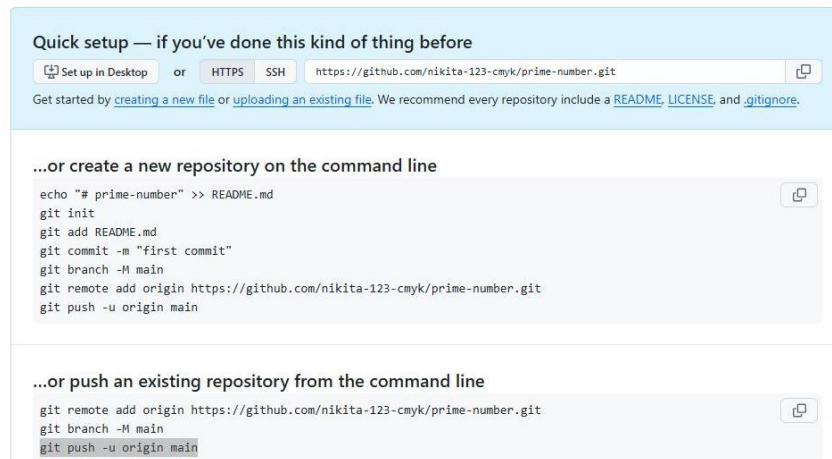 Quick setup — if you've done this kind of thing before
Set up in Desktop or HTTPS SSH https://github.com/nikita-123-cmyk/prime-number.git
Get started by creating a new file or uploading an existing file. We recommend every repository include a README, LICENSE, and .gitignore.
...or create a new repository on the command line
echo "# prime-number" >> README.md
git init
git add README.md
git commit -m "first commit"
git branch -M main
git remote add origin https://github.com/nikita-123-cmyk/prime-number.git
git push -u origin main
...or push an existing repository from the command line
git remote add origin https://github.com/nikita-123-cmyk/prime-number.git
git branch -M main
git push -u origin main